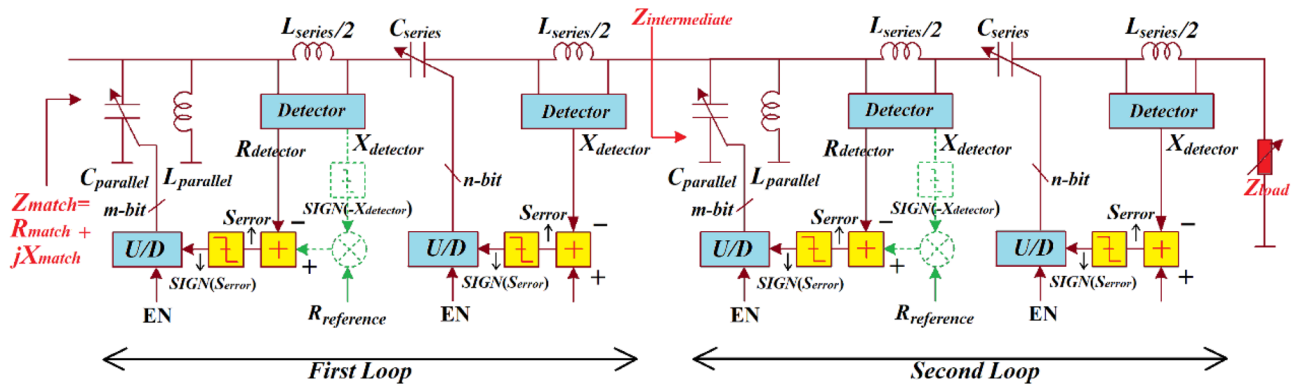 Lseries/2
Cseries
Lseries/2
Zintermediate
Lseries/2
Cseries
Lseries/2
Detector
Detector
Detector
Detector
Rdetector
Xdetector
Xdetector
Rdetector
Xdetector
Xdetector
Cparallel
Lparallel
n-bit
Cparallel
Lparallel
n-bit
Zload
m-bit
SIGN(-Xdetector)
m-bit
SIGN(-Xdetector)
Zmatch=
Rmatch +
jXmatch
Serror
−
Serror
−
Serror
−
Serror
−
U/D
+
U/D
+
U/D
+
U/D
+
+
+
+
+
SIGN(Serror)
SIGN(Serror)
SIGN(Serror)
SIGN(Serror)
EN
Rreference
EN
EN
Rreference
EN
First Loop
Second Loop